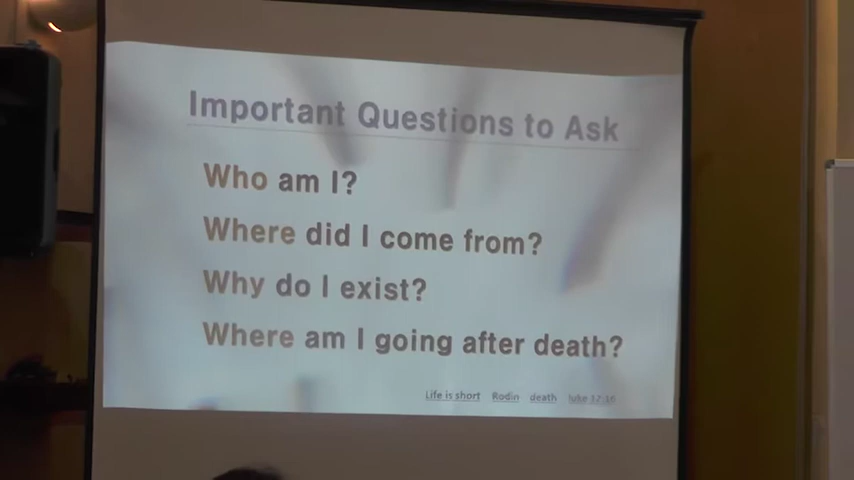 Important Questions to Ask
Who am I?
Where did I come from?
Why do I exist?
Where am I going after death?
Life is short Rodin death luke